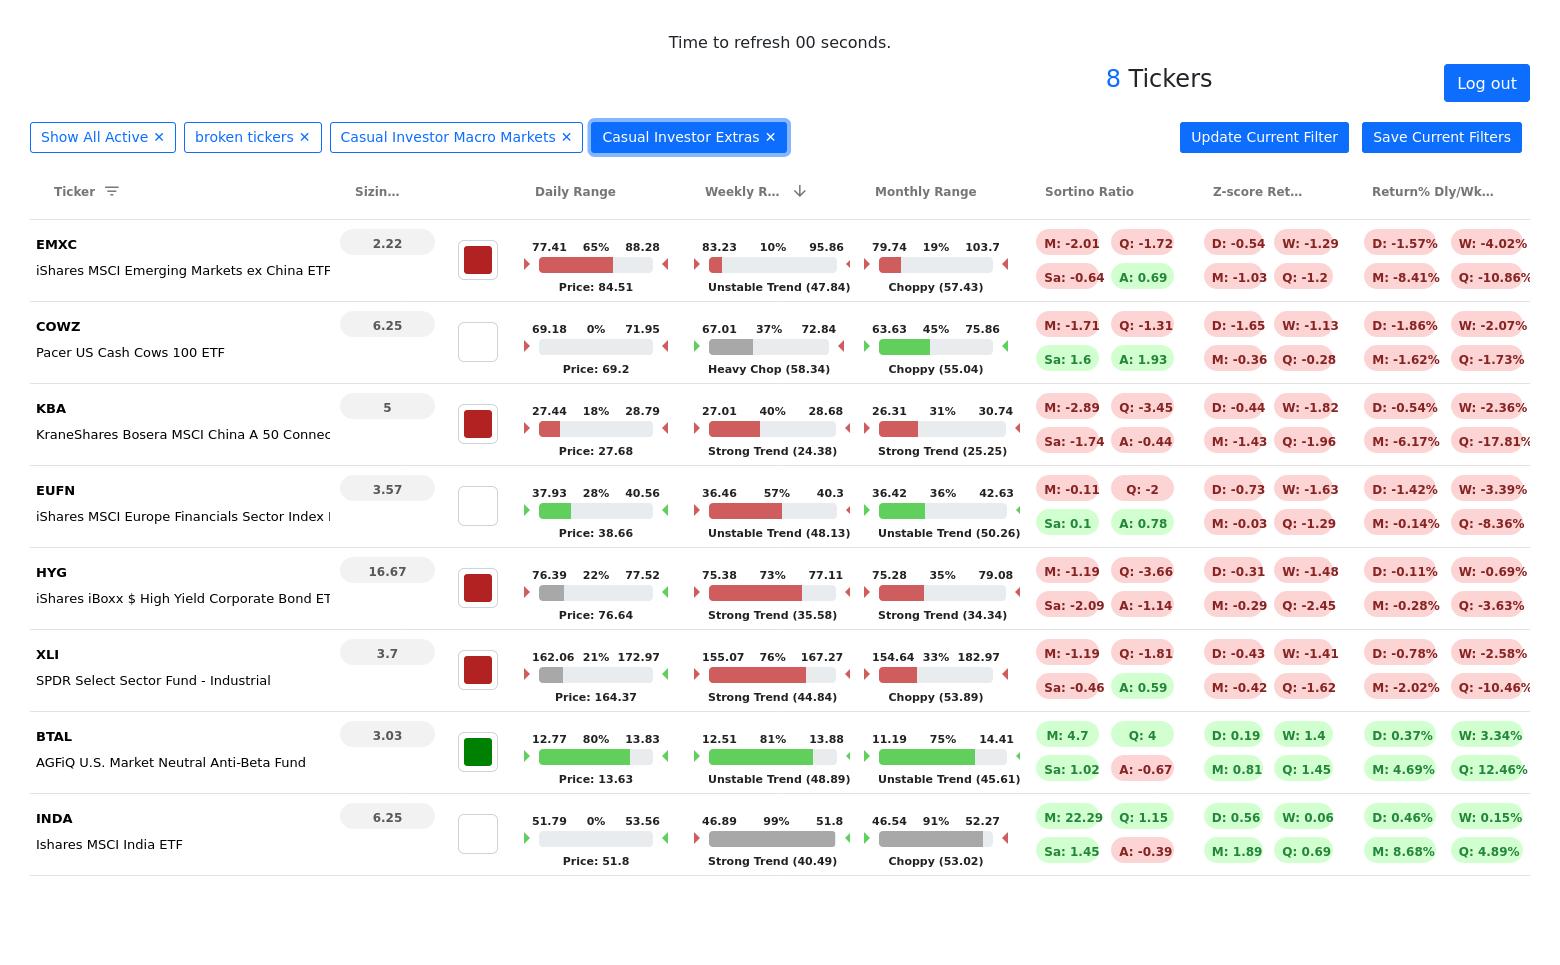 Time to refresh 00 seconds.
8 Tickers
Log out
Show All Active ✕ broken tickers ✕ Casual Investor Macro Markets ✕ Casual Investor Extras ✕ Update Current Filter Save Current Filters
Ticker Sizin... Daily Range Weekly R... Monthly Range Sortino Ratio Z-score Ret... Return% Dly/Wk...
EMXC 2.22 77.41 65% 88.28 83.23 10% 95.86 79.74 19% 103.7 M: -2.01 Q: -1.72 D: -0.54 W: -1.29 D: -1.57% W: -4.02%
iShares MSCI Emerging Markets ex China ETF Price: 84.51 Unstable Trend (47.84) Choppy (57.43) Sa: -0.64 A: 0.69 M: -1.03 Q: -1.2 M: -8.41% Q: -10.86%
COWZ 6.25 69.18 0% 71.95 67.01 37% 72.84 63.63 45% 75.86 M: -1.71 Q: -1.31 D: -1.65 W: -1.13 D: -1.86% W: -2.07%
Pacer US Cash Cows 100 ETF Price: 69.2 Heavy Chop (58.34) Choppy (55.04) Sa: 1.6 A: 1.93 M: -0.36 Q: -0.28 M: -1.62% Q: -1.73%
KBA 5 27.44 18% 28.79 27.01 40% 28.68 26.31 31% 30.74 M: -2.89 Q: -3.45 D: -0.44 W: -1.82 D: -0.54% W: -2.36%
KraneShares Bosera MSCI China A 50 Connec Price: 27.68 Strong Trend (24.38) Strong Trend (25.25) Sa: -1.74 A: -0.44 M: -1.43 Q: -1.96 M: -6.17% Q: -17.81%
EUFN 3.57 37.93 28% 40.56 36.46 57% 40.3 36.42 36% 42.63 M: -0.11 Q: -2 D: -0.73 W: -1.63 D: -1.42% W: -3.39%
iShares MSCI Europe Financials Sector Index Price: 38.66 Unstable Trend (48.13) Unstable Trend (50.26) Sa: 0.1 A: 0.78 M: -0.03 Q: -1.29 M: -0.14% Q: -8.36%
HYG 16.67 76.39 22% 77.52 75.38 73% 77.11 75.28 35% 79.08 M: -1.19 Q: -3.66 D: -0.31 W: -1.48 D: -0.11% W: -0.69%
iShares iBoxx $ High Yield Corporate Bond ET Price: 76.64 Strong Trend (35.58) Strong Trend (34.34) Sa: -2.09 A: -1.14 M: -0.29 Q: -2.45 M: -0.28% Q: -3.63%
XLI 3.7 162.06 21% 172.97 155.07 76% 167.27 154.64 33% 182.97 M: -1.19 Q: -1.81 D: -0.43 W: -1.41 D: -0.78% W: -2.58%
SPDR Select Sector Fund - Industrial Price: 164.37 Strong Trend (44.84) Choppy (53.89) Sa: -0.46 A: 0.59 M: -0.42 Q: -1.62 M: -2.02% Q: -10.46%
BTAL 3.03 12.77 80% 13.83 12.51 81% 13.88 11.19 75% 14.41 M: 4.7 Q: 4 D: 0.19 W: 1.4 D: 0.37% W: 3.34%
AGFiQ U.S. Market Neutral Anti-Beta Fund Price: 13.63 Unstable Trend (48.89) Unstable Trend (45.61) Sa: 1.02 A: -0.67 M: 0.81 Q: 1.45 M: 4.69% Q: 12.46%
INDA 6.25 51.79 0% 53.56 46.89 99% 51.8 46.54 91% 52.27 M: 22.29 Q: 1.15 D: 0.56 W: 0.06 D: 0.46% W: 0.15%
Ishares MSCI India ETF Price: 51.8 Strong Trend (40.49) Choppy (53.02) Sa: 1.45 A: -0.39 M: 1.89 Q: 0.69 M: 8.68% Q: 4.89%